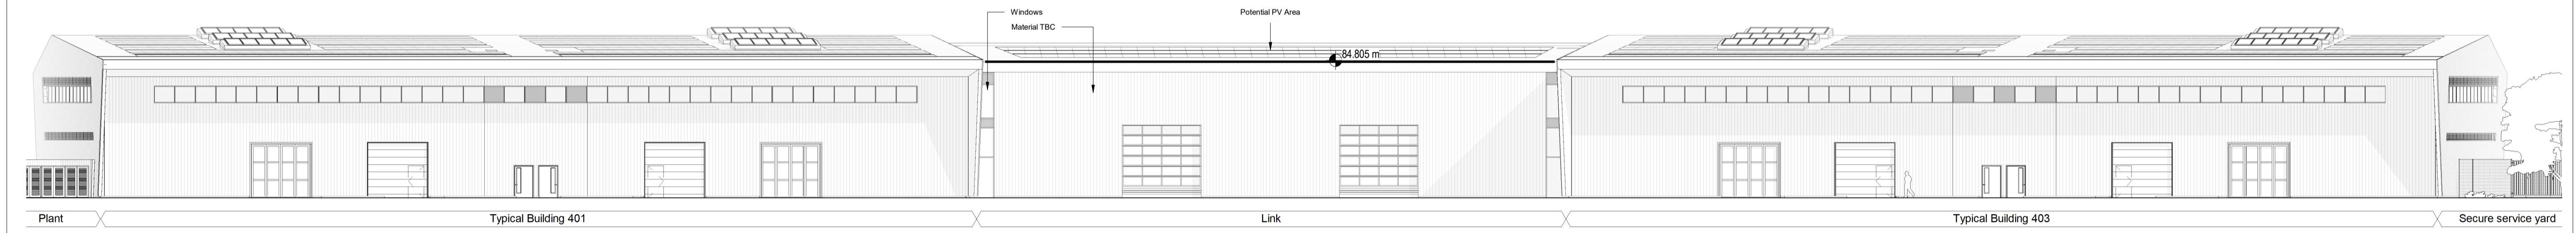 Windows
Material TBC
Potential PV Area
84.805 m
Plant
Typical Building 401
Link
Typical Building 403
Secure service yard